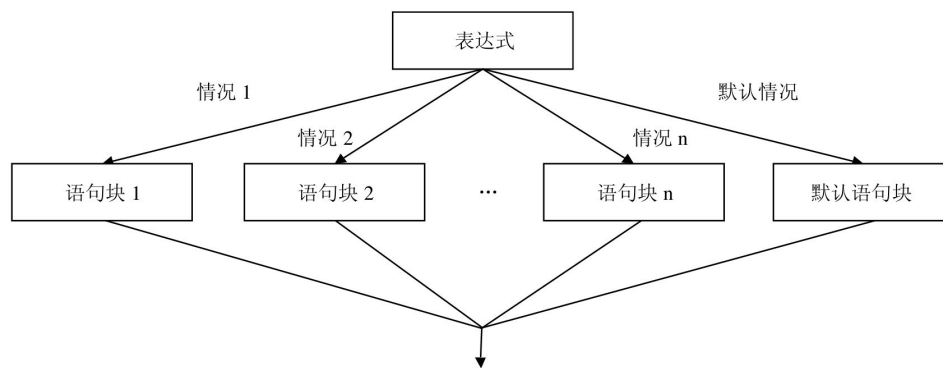 表达式
情况 1
默认情况
情况 2
情况 n
语句块 1
语句块 2
...
语句块 n
默认语句块